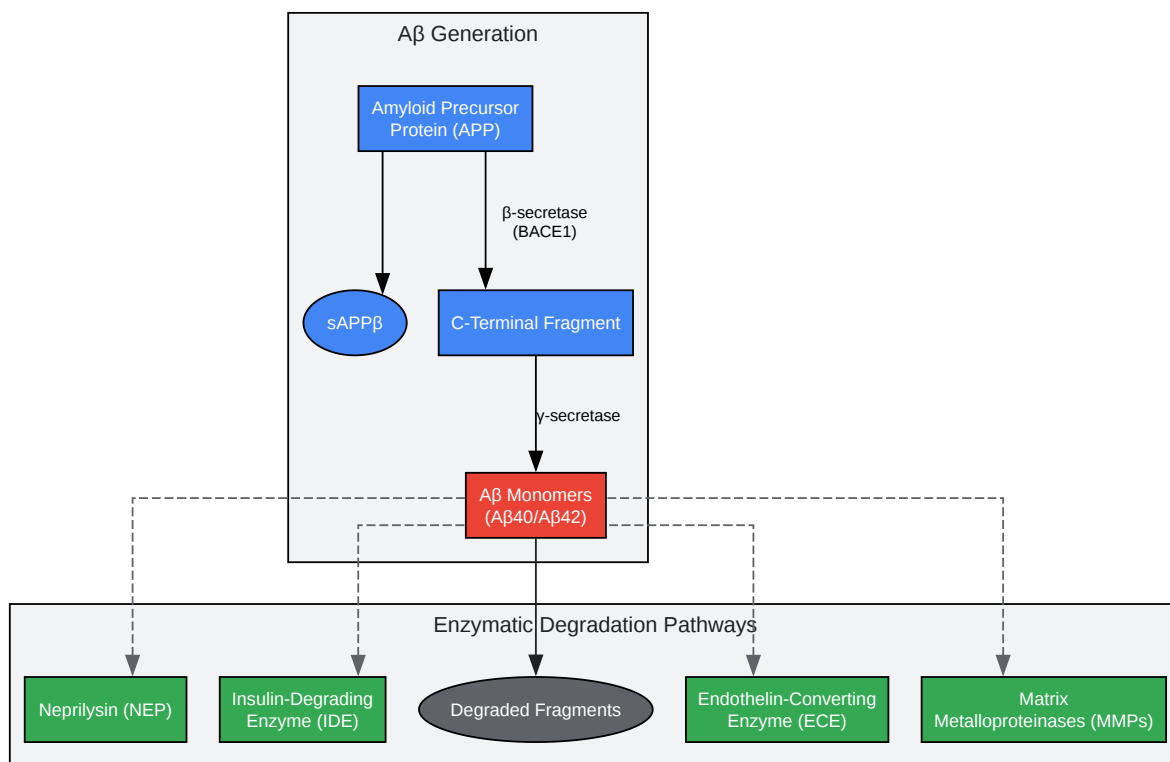 Aβ Generation
Amyloid Precursor
Protein (APP)
β-secretase
(BACE1)
sAPPβ
C-Terminal Fragment
γ-secretase
Aβ Monomers
(Aβ40/Aβ42)
Enzymatic Degradation Pathways
Neprilysin (NEP)
Insulin-Degrading
Enzyme (IDE)
Degraded Fragments
Endothelin-Converting
Enzyme (ECE)
Matrix
Metalloproteinases (MMPs)